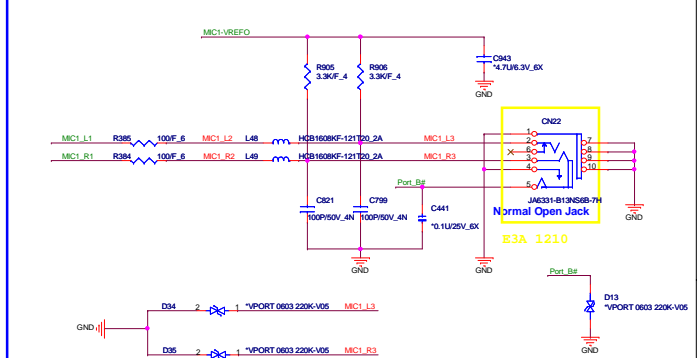 MIC1-VREFO
R905
3.3K/F_4
R906
3.3K/F_4
C943
*4.7U/6.3V_6X
GND
CN22
MIC1_L1
R385
100/F_6
MIC1_L2
L48
HCB1608KF-121T20_2A
MIC1_L3
MIC1_R1
R384
100/F_6
MIC1_R2
L49
HCB1608KF-121T20_2A
MIC1_R3
1
2
6
3
4
5
7
8
9
10
Port_B#
C821
100P/50V_4N
C799
100P/50V_4N
C441
*0.1U/25V_6X
JA6331-B13NS6B-7H
Normal Open Jack
GND
E3A 1210
GND
GND
Port_B#
D13
*VPORT 0603 220K-V05
GND
D34
2
1
*VPORT 0603 220K-V05
MIC1_L3
GND
D35
2
1
*VPORT 0603 220K-V05
MIC1_R3